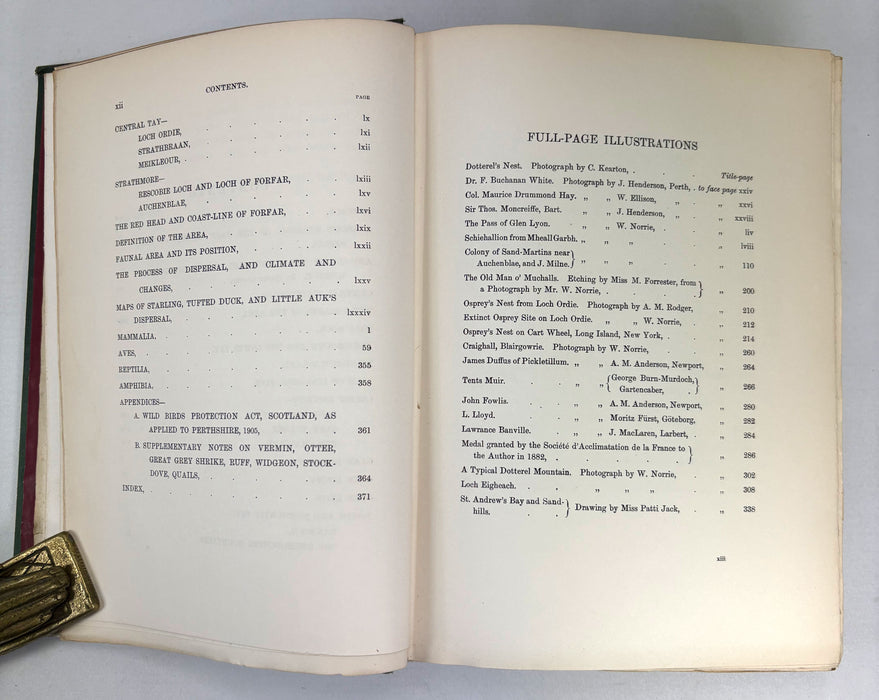 xii
CONTENTS.
PAGE
CENTRAL TAY—
LOCH ORDIE, . . . . . lx
STRATHBRAAN, . . . . . lxi
MEIKLEOUR, . . . . . lxii
STRATHMORE—
RESCOBIE LOCH AND LOCH OF FORFAR, . . . lxiii
AUCHENBLAE, . . . . . lxv
THE RED HEAD AND COAST-LINE OF FORFAR, . . . lxvi
DEFINITION OF THE AREA, . . . . . lxix
FAUNAL AREA AND ITS POSITION, . . . . lxxii
THE PROCESS OF DISPERSAL, AND CLIMATE AND
CHANGES, . . . . . . lxxv
MAPS OF STARLING, TUFTED DUCK, AND LITTLE AUK'S
DISPERSAL, . . . . . . lxxxiv
MAMMALIA, . . . . . . 1
AVES, . . . . . . 59
REPTILIA, . . . . . . 355
AMPHIBIA, . . . . . . 358
APPENDICES—
A. WILD BIRDS PROTECTION ACT, SCOTLAND, AS
APPLIED TO PERTHSHIRE, 1905, . . . . 361
B. SUPPLEMENTARY NOTES ON VERMIN, OTTER,
GREAT GREY SHRIKE, RUFF, WIDGEON, STOCK-
DOVE, QUAILS, . . . . . 364
INDEX, . . . . . . 371
FULL-PAGE ILLUSTRATIONS
Dotterel's Nest. Photograph by C. Kearton, . . . Title-page
Dr. F. Buchanan White. Photograph by J. Henderson, Perth, . to face page xxiv
Col. Maurice Drummond Hay. „ „ W. Ellison, „ „ xxvi
Sir Thos. Moncreiffe, Bart. „ „ J. Henderson, „ „ xxviii
The Pass of Glen Lyon. „ „ W. Norrie, . „ liv
Schiehallion from Mheall Garbh. „ „ „ „ lviii
Colony of Sand-Martins near
Auchenblae, and J. Milne. } „ „ „ „ 110
The Old Man o' Muchalls. Etching by Miss M. Forrester, from
a Photograph by Mr. W. Norrie, . . . . } „ 200
Osprey's Nest from Loch Ordie. Photograph by A. M. Rodger, „ 210
Extinct Osprey Site on Loch Ordie. „ „ W. Norrie, . „ 212
Osprey's Nest on Cart Wheel, Long Island, New York, . . „ 214
Craighall, Blairgowrie. Photograph by W. Norrie, . . „ 260
James Duffus of Pickletillum. „ „ A. M. Anderson, Newport, „ 264
Tents Muir. „ „ { George Burn-Murdoch,
Gartencaber, . } „ 266
John Fowlis. . . „ „ A. M. Anderson, Newport, „ 280
L. Lloyd. . . „ „ Moritz Fürst, Göteborg, „ 282
Lawrance Banville. . „ „ J. MacLaren, Larbert, . „ 284
Medal granted by the Société d'Acclimatation de la France to
the Author in 1882, . . . . . } „ 286
A Typical Dotterel Mountain. Photograph by W. Norrie, . „ 302
Loch Eigheach. . . „ „ „ . „ 308
St. Andrew's Bay and Sand-
hills. . . } Drawing by Miss Patti Jack, . „ 338
xiii